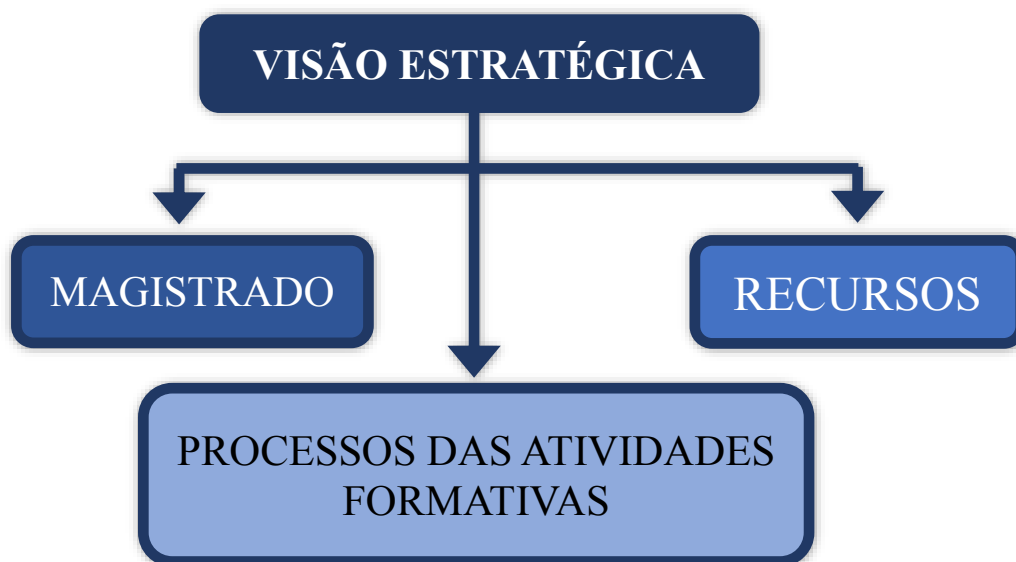 VISÃO ESTRATÉGICA
MAGISTRADO
RECURSOS
PROCESSOS DAS ATIVIDADES
FORMATIVAS